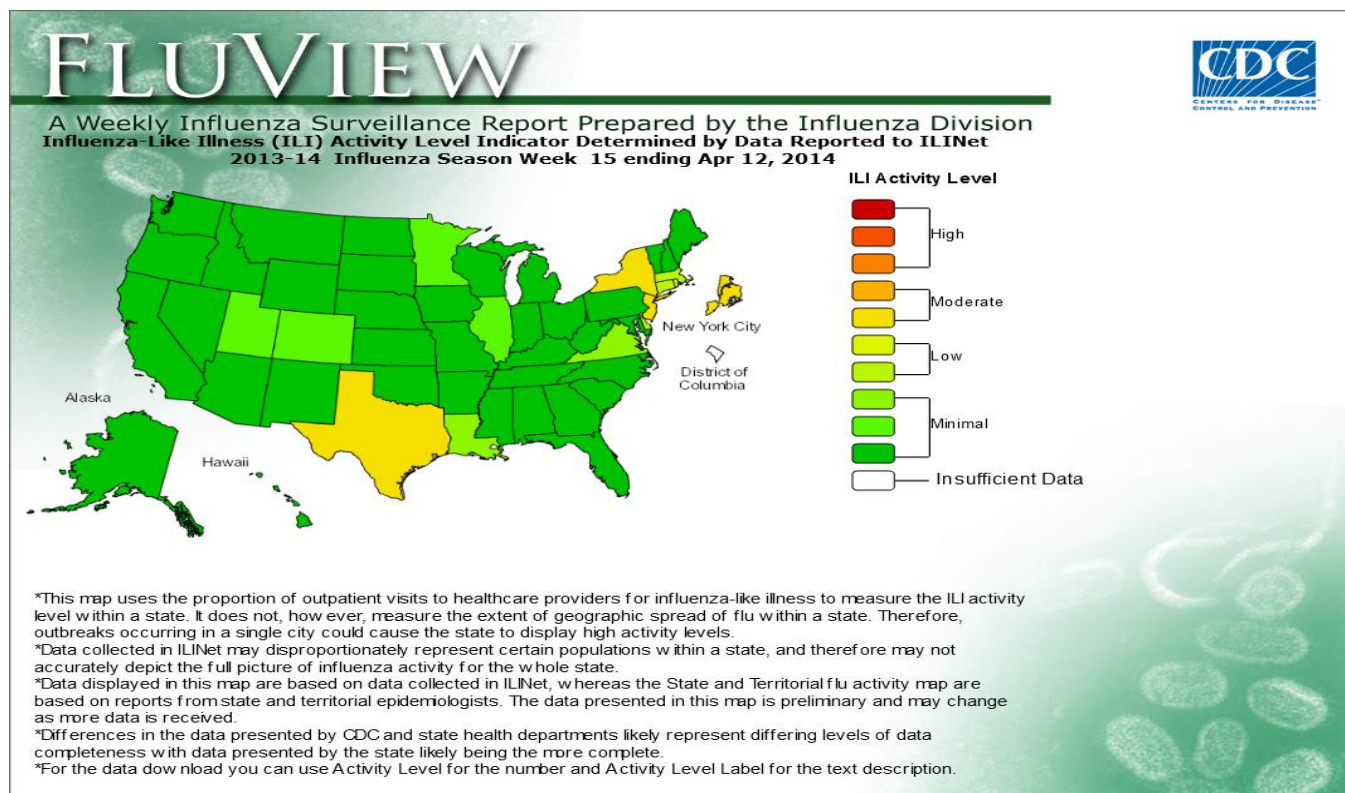 FLUVIEW
CDC
CENTERS FOR DISEASE
CONTROL AND PREVENTION
A Weekly Influenza Surveillance Report Prepared by the Influenza Division
Influenza-Like Illness (ILI) Activity Level Indicator Determined by Data Reported to ILINet
2013-14 Influenza Season Week 15 ending Apr 12, 2014
ILI Activity Level
High
Moderate
Low
Minimal
Insufficient Data
New York City
District of
Columbia
Alaska
Hawaii
*This map uses the proportion of outpatient visits to healthcare providers for influenza-like illness to measure the ILI activity
level within a state. It does not, however, measure the extent of geographic spread of flu within a state. Therefore,
outbreaks occurring in a single city could cause the state to display high activity levels.
*Data collected in ILINet may disproportionately represent certain populations within a state, and therefore may not
accurately depict the full picture of influenza activity for the whole state.
*Data displayed in this map are based on data collected in ILINet, whereas the State and Territorial flu activity map are
based on reports from state and territorial epidemiologists. The data presented in this map is preliminary and may change
as more data is received.
*Differences in the data presented by CDC and state health departments likely represent differing levels of data
completeness with data presented by the state likely being the more complete.
*For the data download you can use Activity Level for the number and Activity Level Label for the text description.